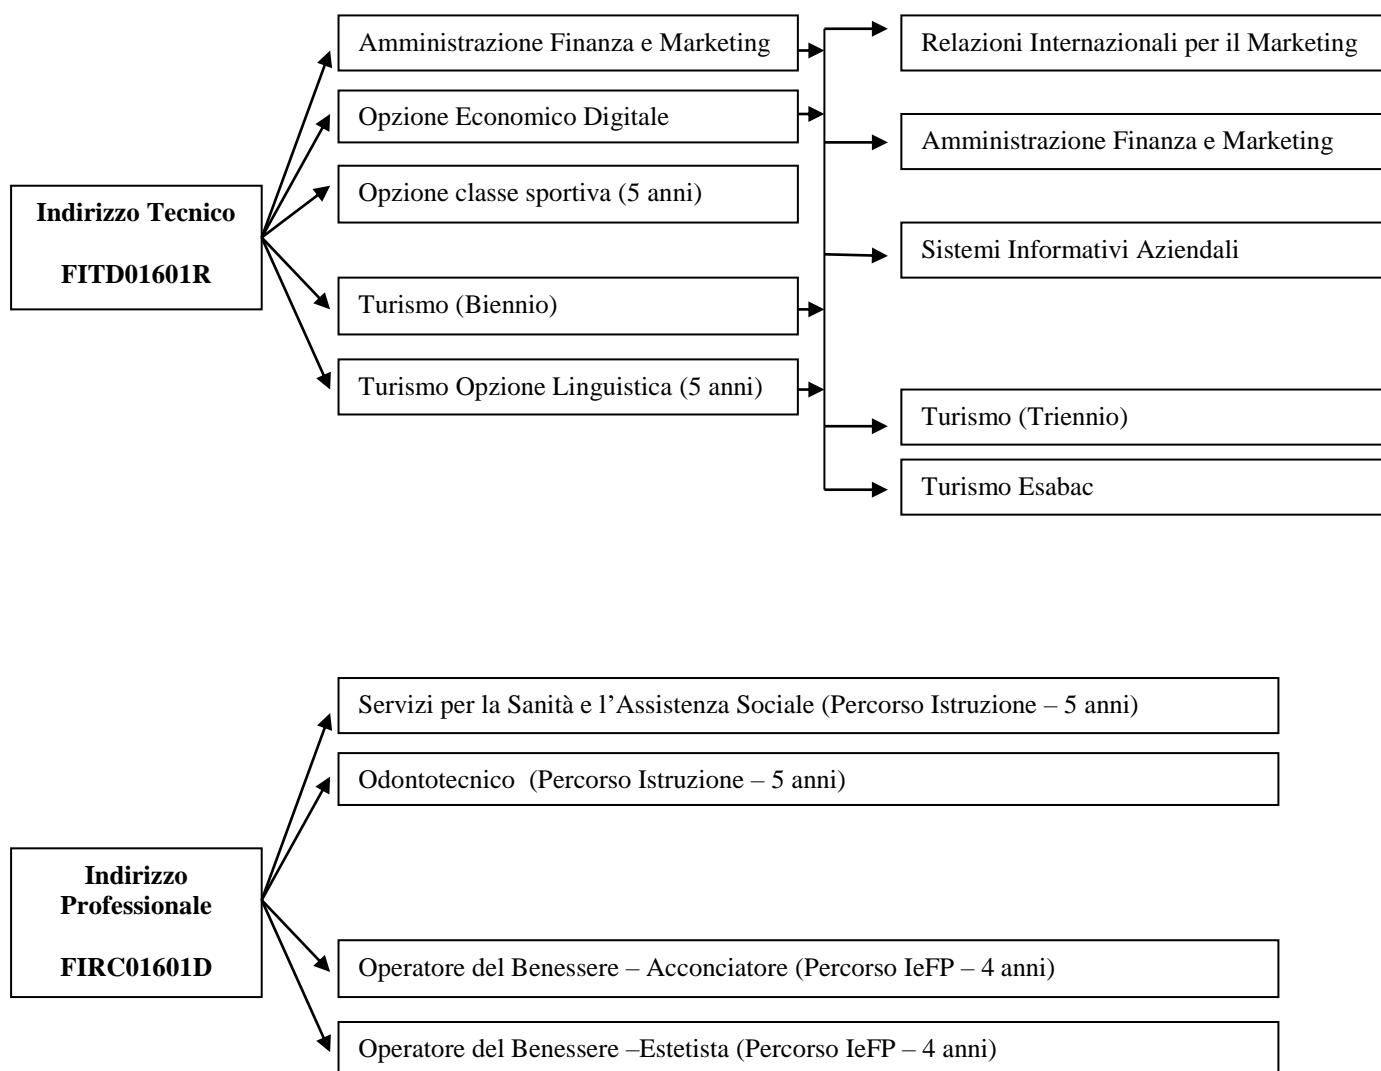 Amministrazione Finanza e Marketing
Relazioni Internazionali per il Marketing
Opzione Economico Digitale
Amministrazione Finanza e Marketing
Opzione classe sportiva (5 anni)
Indirizzo Tecnico
FITD01601R
Sistemi Informativi Aziendali
Turismo (Biennio)
Turismo Opzione Linguistica (5 anni)
Turismo (Triennio)
Turismo Esabac
Servizi per la Sanità e l’Assistenza Sociale (Percorso Istruzione – 5 anni)
Odontotecnico  (Percorso Istruzione – 5 anni)
Indirizzo
Professionale
FIRC01601D
Operatore del Benessere – Acconciatore (Percorso IeFP – 4 anni)
Operatore del Benessere –Estetista (Percorso IeFP – 4 anni)